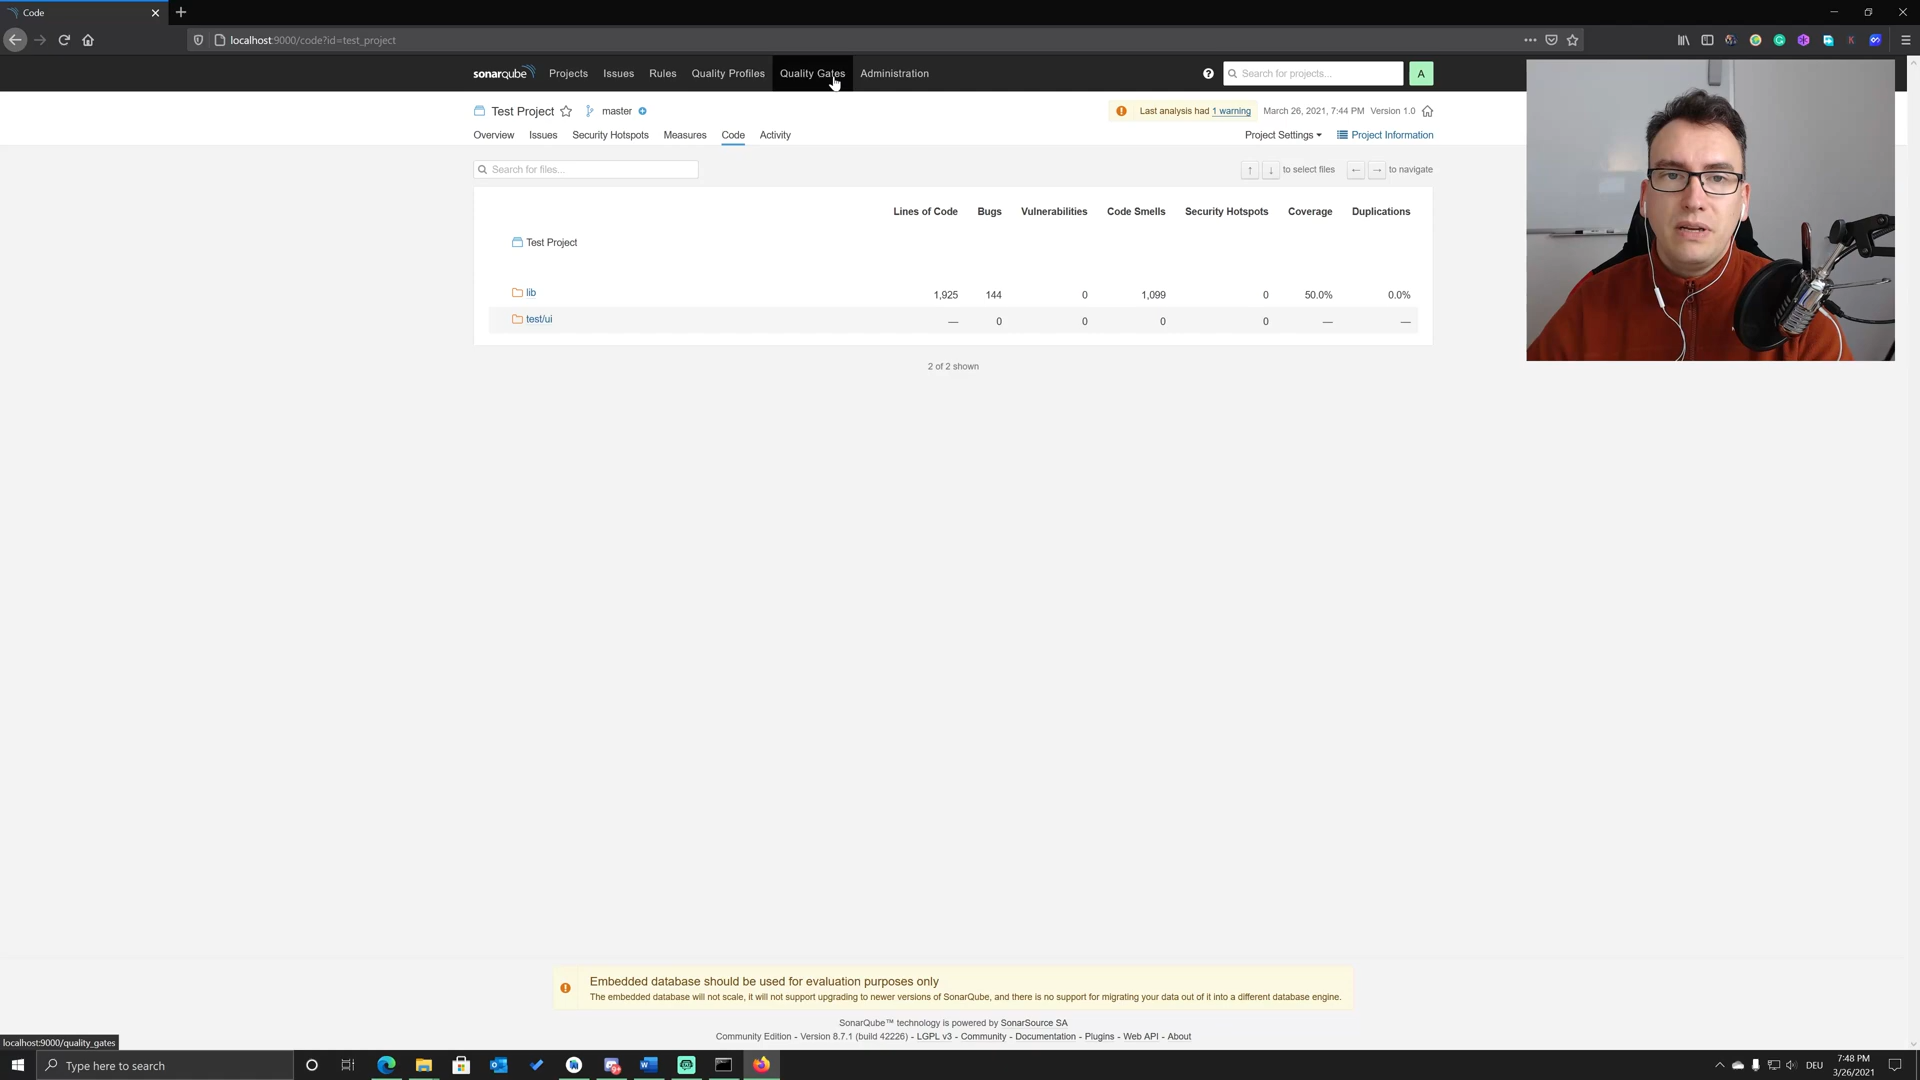 Code
localhost:9000/code?id=test_project
sonarqube Projects Issues Rules Quality Profiles Quality Gates Administration
Search for projects...
A
Test Project master
Last analysis had 1 warning March 26, 2021, 7:44 PM Version 1.0
Overview Issues Security Hotspots Measures Code Activity
Project Settings Project Information
Search for files...
↑ ↓ to select files ← → to navigate
Lines of Code Bugs Vulnerabilities Code Smells Security Hotspots Coverage Duplications
Test Project
lib 1,925 144 0 1,099 0 50.0% 0.0%
test/ui — 0 0 0 0 — —
2 of 2 shown
Embedded database should be used for evaluation purposes only
The embedded database will not scale, it will not support upgrading to newer versions of SonarQube, and there is no support for migrating your data out of it into a different database engine.
SonarQube™ technology is powered by SonarSource SA
Community Edition - Version 8.7.1 (build 42226) - LGPL v3 - Community - Documentation - Plugins - Web API - About
localhost:9000/quality_gates
Type here to search
DEU
7:48 PM
3/26/2021